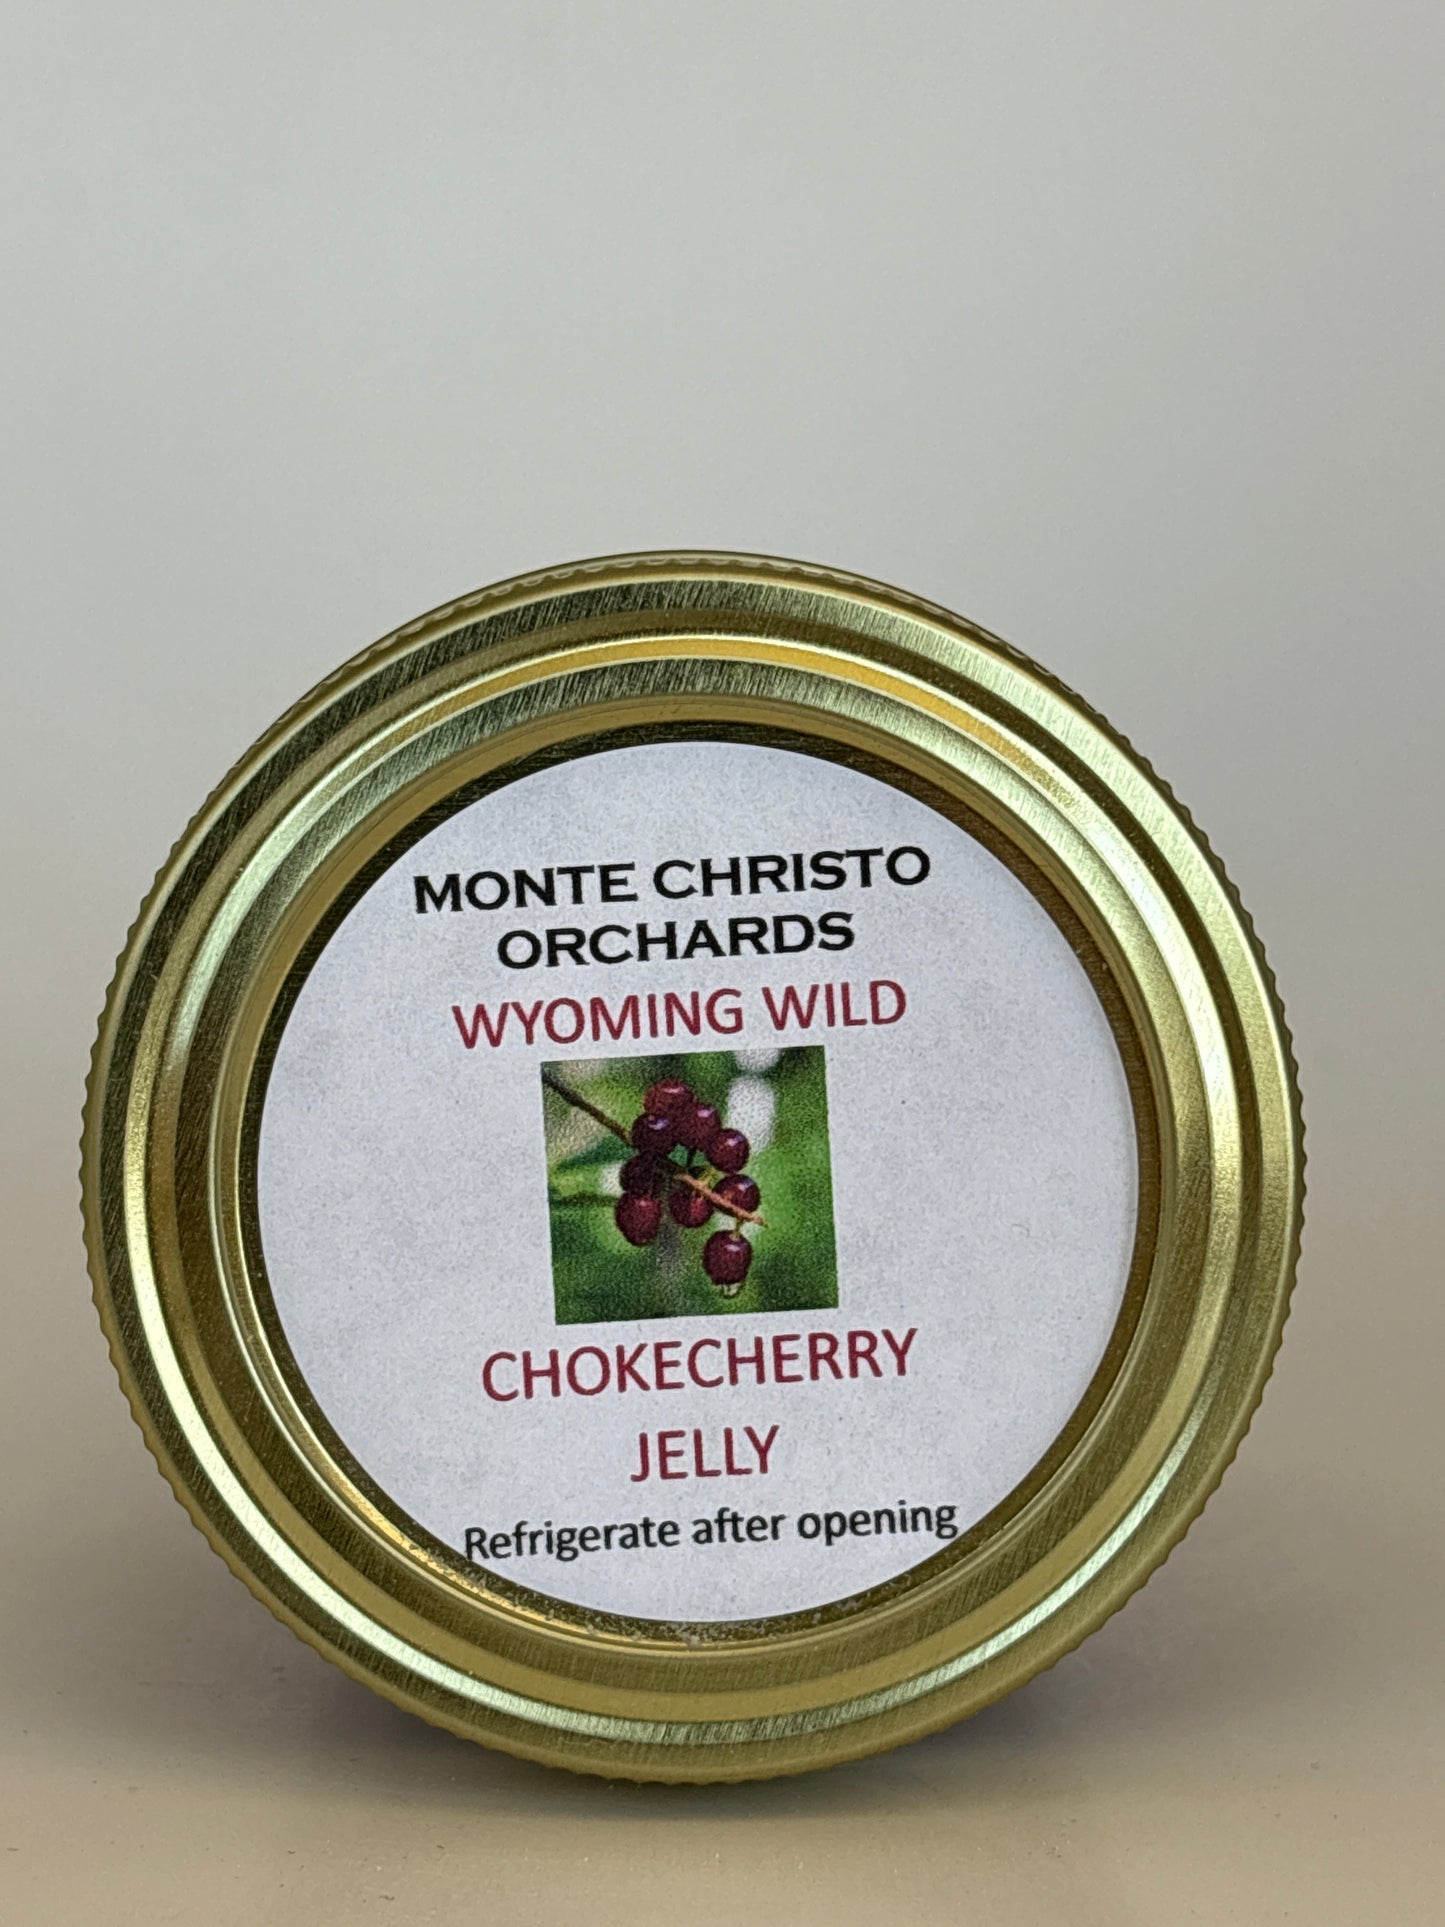 MONTE CHRISTO
ORCHARDS
WYOMING WILD
CHOKECHERRY
JELLY
Refrigerate after opening